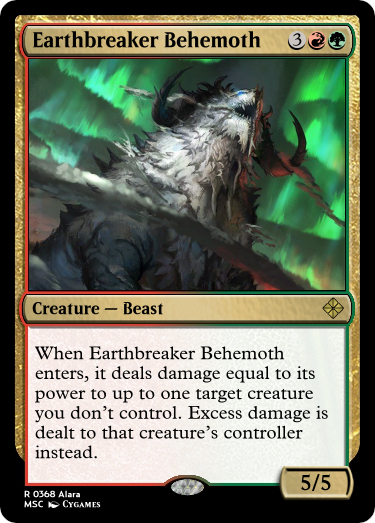 Earthbreaker Behemoth 3
Creature — Beast
When Earthbreaker Behemoth
enters, it deals damage equal to its
power to up to one target creature
you don't control. Excess damage is
dealt to that creature's controller
instead.
5/5
R 0368 Alara
MSC Cygames